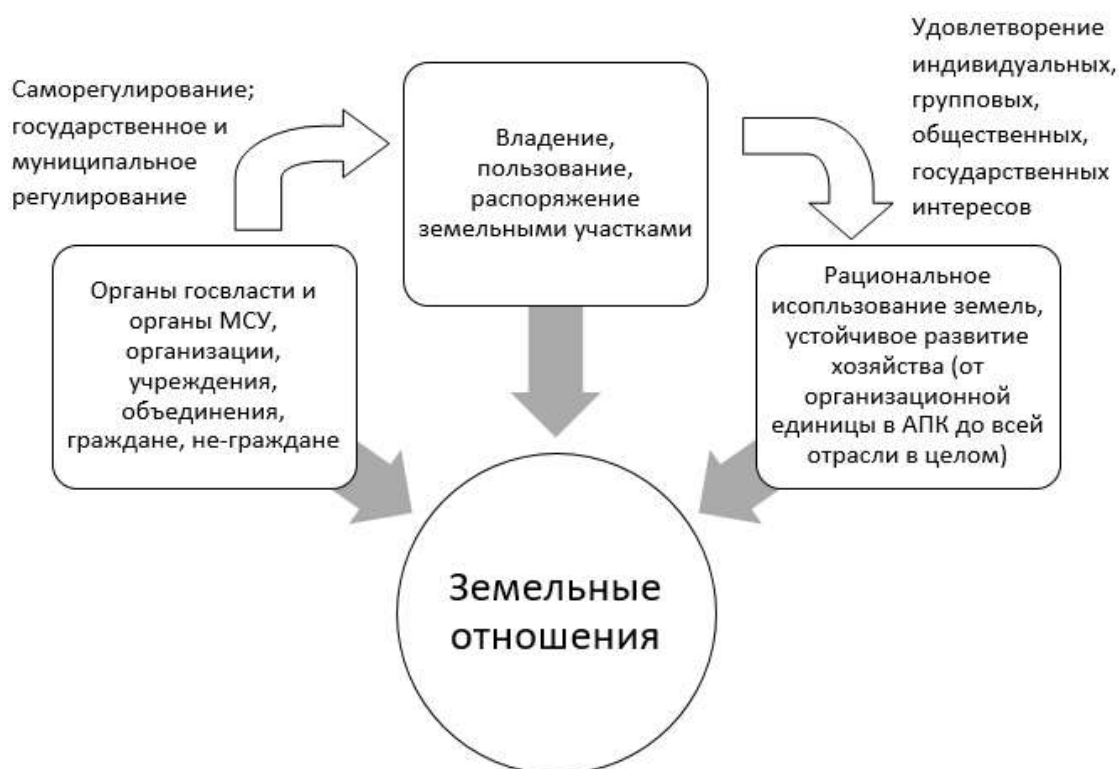 Саморегулирование;
государственное и
муниципальное
регулирование
Владение,
пользование,
распоряжение
земельными участками
Удовлетворение
индивидуальных,
групповых,
общественных,
государственных
интересов
Органы госвласти и
органы МСУ,
организации,
учреждения,
объединения,
граждане, не-граждане
Рациональное
исопльзование земель,
устойчивое развитие
хозяйства (от
организационной
единицы в АПК до всей
отрасли в целом)
Земельные
отношения